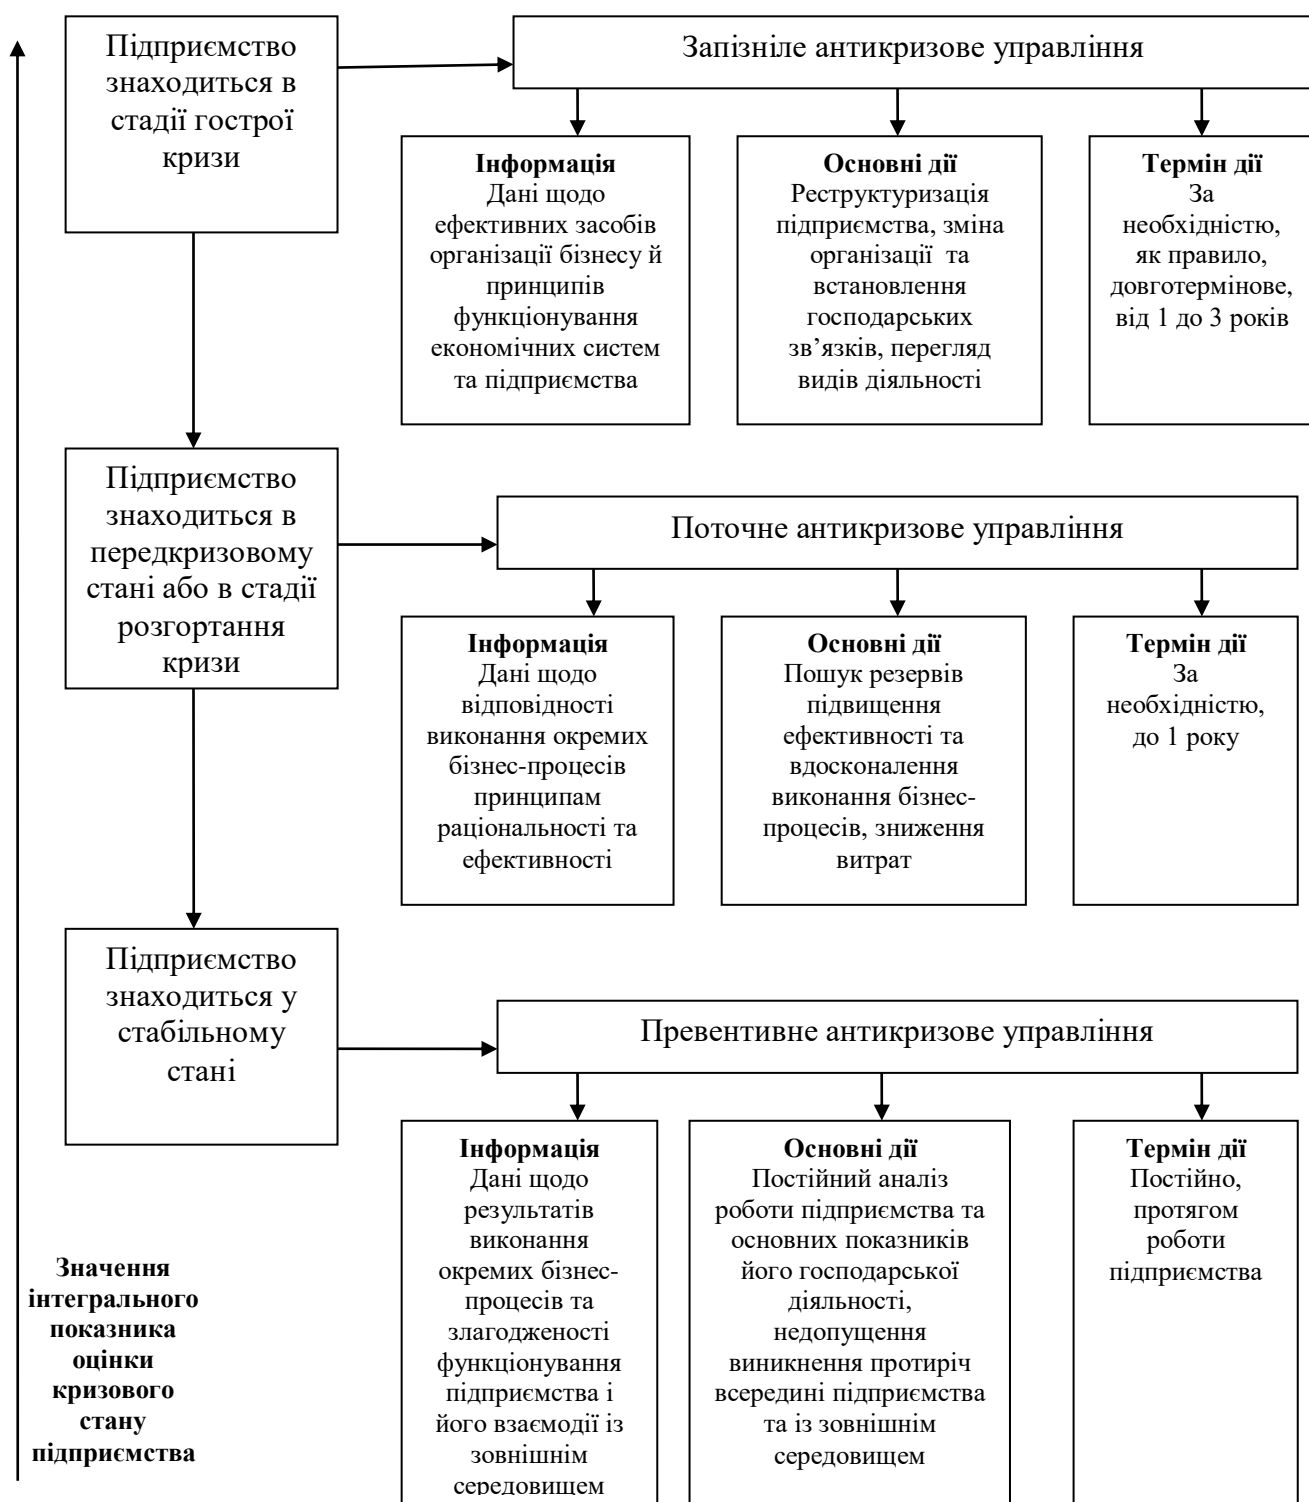 Підприємство
знаходиться в
стадії гострої
кризи
Запізніле антикризове управління
Інформація
Дані щодо
ефективних засобів
організації бізнесу й
принципів
функціонування
економічних систем
та підприємства
Основні дії
Реструктуризація
підприємства, зміна
організації та
встановлення
господарських
зв’язків, перегляд
видів діяльності
Термін дії
За
необхідністю,
як правило,
довготермінове,
від 1 до 3 років
Підприємство
знаходиться в
передкризовому
стані або в стадії
розгортання
кризи
Поточне антикризове управління
Інформація
Дані щодо
відповідності
виконання окремих
бізнес-процесів
принципам
раціональності та
ефективності
Основні дії
Пошук резервів
підвищення
ефективності та
вдосконалення
виконання бізнес-
процесів, зниження
витрат
Термін дії
За
необхідністю,
до 1 року
Підприємство
знаходиться у
стабільному
стані
Превентивне антикризове управління
Інформація
Дані щодо
результатів
виконання
окремих бізнес-
процесів та
злагодженості
функціонування
підприємства і
його взаємодії із
зовнішнім
середовищем
Основні дії
Постійний аналіз
роботи підприємства та
основних показників
його господарської
діяльності,
недопущення
виникнення протиріч
всередині підприємства
та із зовнішнім
середовищем
Термін дії
Постійно,
протягом
роботи
підприємства
Значення
інтегрального
показника
оцінки
кризового
стану
підприємства